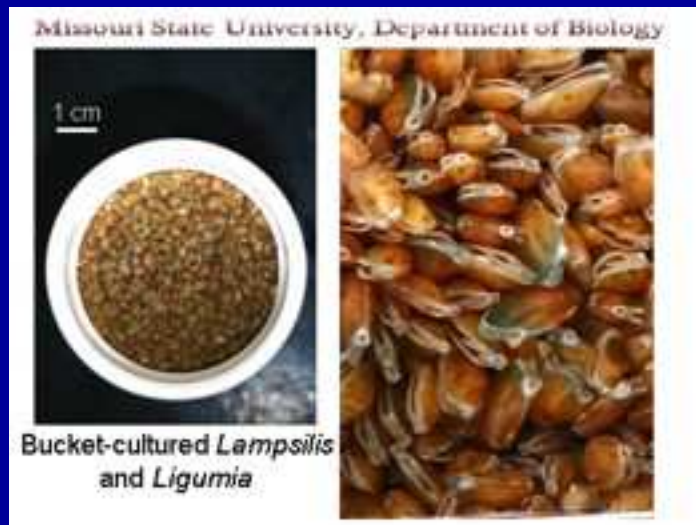 Missouri State University, Department of Biology
1 cm
Bucket-cultured Lampsilis
and Ligumia